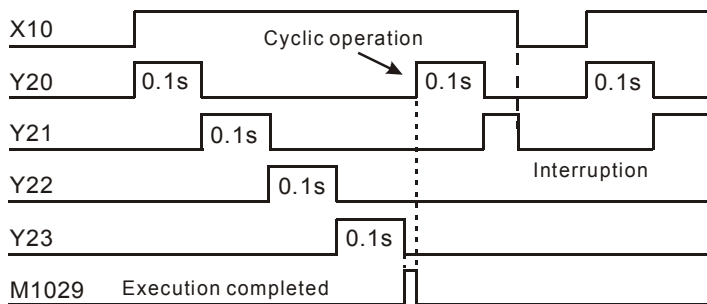 X10
Cyclic operation
Y20 0.1s 0.1s 0.1s
Y21 0.1s
Interruption
Y22 0.1s
Y23 0.1s
M1029 Execution completed